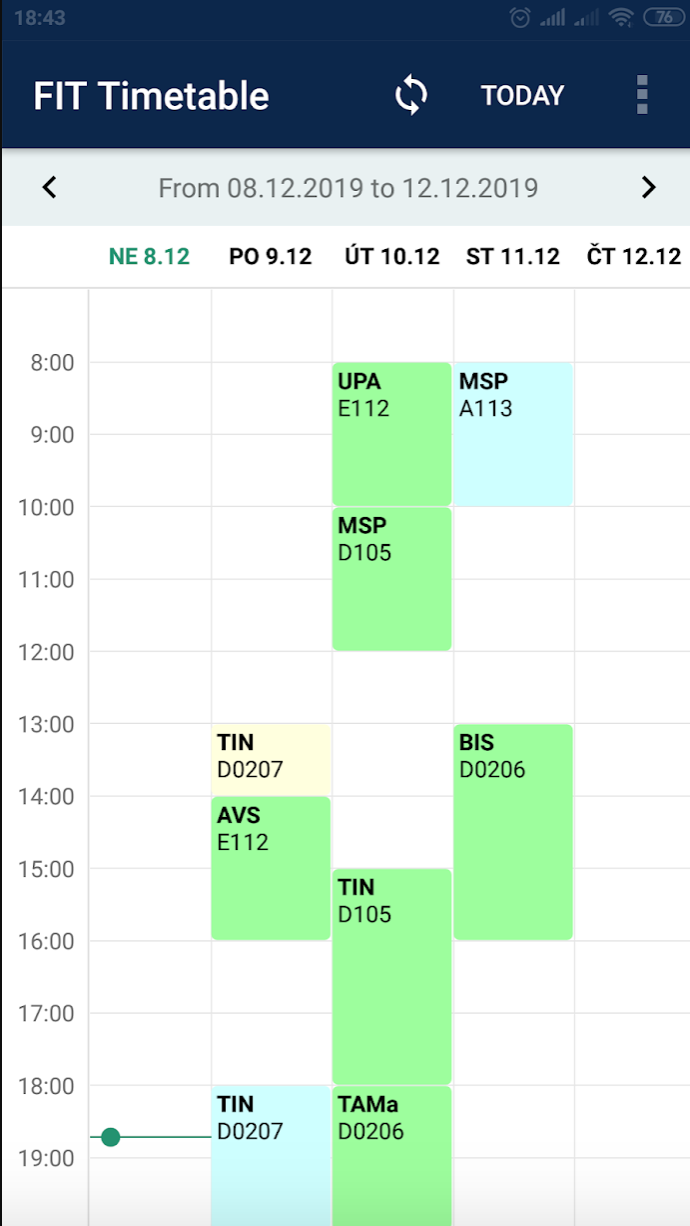 18:43
76
FIT Timetable
TODAY
From 08.12.2019 to 12.12.2019
NE 8.12
PO 9.12
ÚT 10.12
ST 11.12
ČT 12.12
8:00
UPA
E112
MSP
A113
9:00
10:00
MSP
D105
11:00
12:00
13:00
TIN
D0207
BIS
D0206
14:00
AVS
E112
15:00
TIN
D105
16:00
17:00
18:00
TIN
D0207
TAMa
D0206
19:00